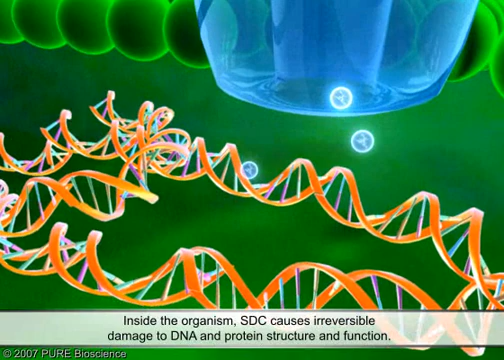 Inside the organism, SDC causes irreversible
damage to DNA and protein structure and function.
© 2007 PURE Bioscience